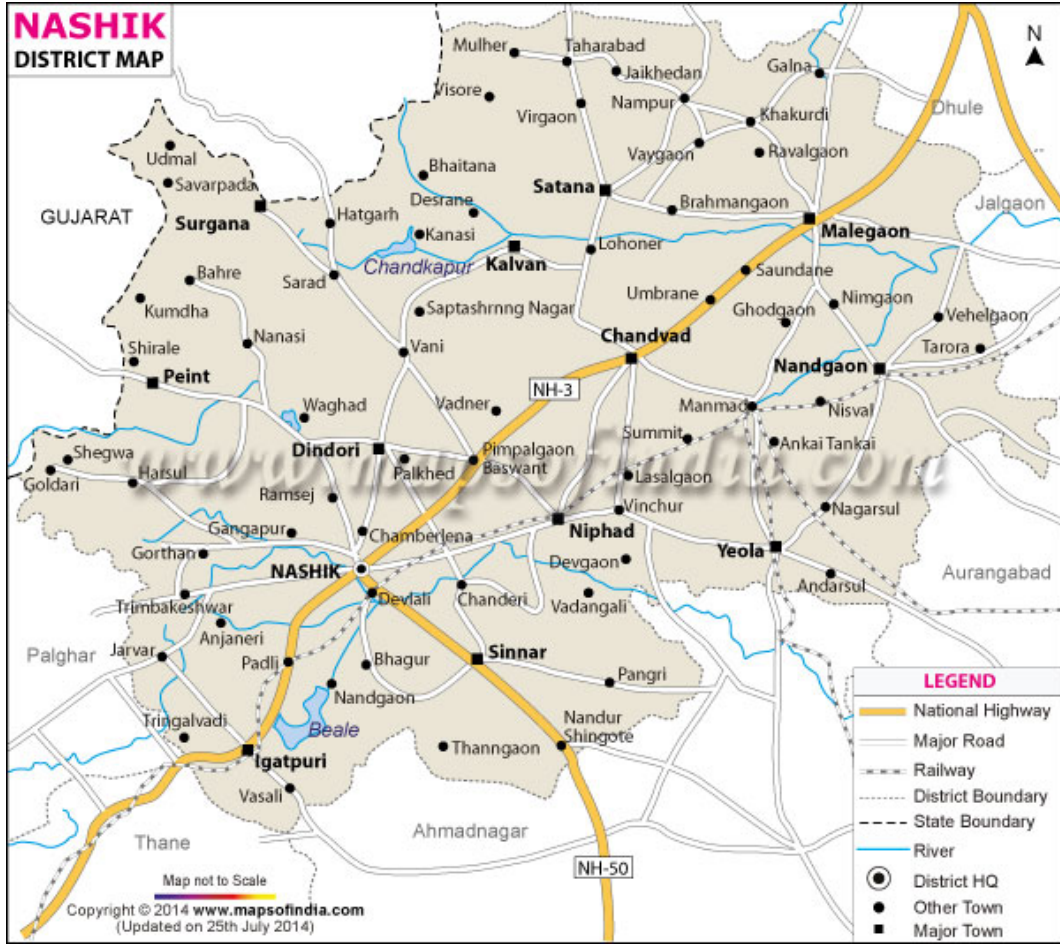 NASHIK
DISTRICT MAP
N
Mulher
Taharabad
Jaikhedan
Galna
Visore
Nampur
Virgaon
Khakurdi
Dhule
Udmal
Vaygaon
Ravalgaon
Bhaitana
Savarpada
Satana
Desrane
Brahmangaon
Jalgaon
GUJARAT
Surgana
Hatgarh
Kanasi
Malegaon
Lohoner
Chandkapur
Kalvan
Bahre
Sarad
Saundane
Kumdha
Umbrane
Saptashrnng Nagar
Ghodgaon
Nimgaon
Vehelgaon
Nanasi
Chandvad
Shirale
Vani
Tarora
Peint
Nandgaon
NH-3
Waghad
Vadner
Manmad
Nisval
Summit
Shegwa
Dindori
Pimpalgaon
Baswant
Ankai Tankai
www.mapsofindia.com
Goldari
Harsul
Palkhed
Lasalgaon
Ramsej
Vinchur
Nagarsul
Gangapur
Chamberlena
Niphad
Gorthan
Yeola
NASHIK
Devgaon
Aurangabad
Andarsul
Trimbakeshwar
Devlali
Chanderi
Vadangali
Anjaneri
Palghar
Jarvar
Padli
Bhagur
Sinnar
Pangri
Nandgaon
Tringalvadi
Beale
Nandur
Shingote
Thanngaon
Igatpuri
Vasali
Thane
Ahmadnagar
NH-50
LEGEND
National Highway
Major Road
Railway
District Boundary
State Boundary
River
District HQ
Other Town
Major Town
Map not to Scale
Copyright © 2014 www.mapsofindia.com
(Updated on 25th July 2014)